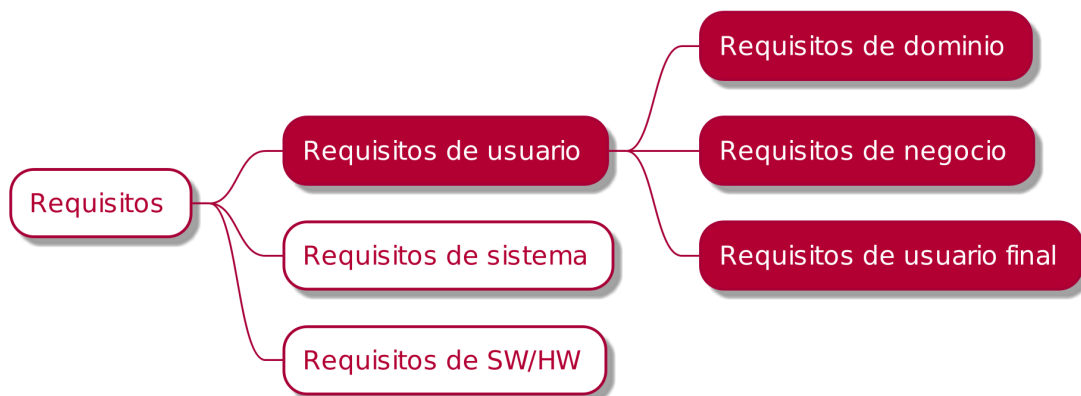 Requisitos
Requisitos de usuario
Requisitos de dominio
Requisitos de negocio
Requisitos de usuario final
Requisitos de sistema
Requisitos de SW/HW